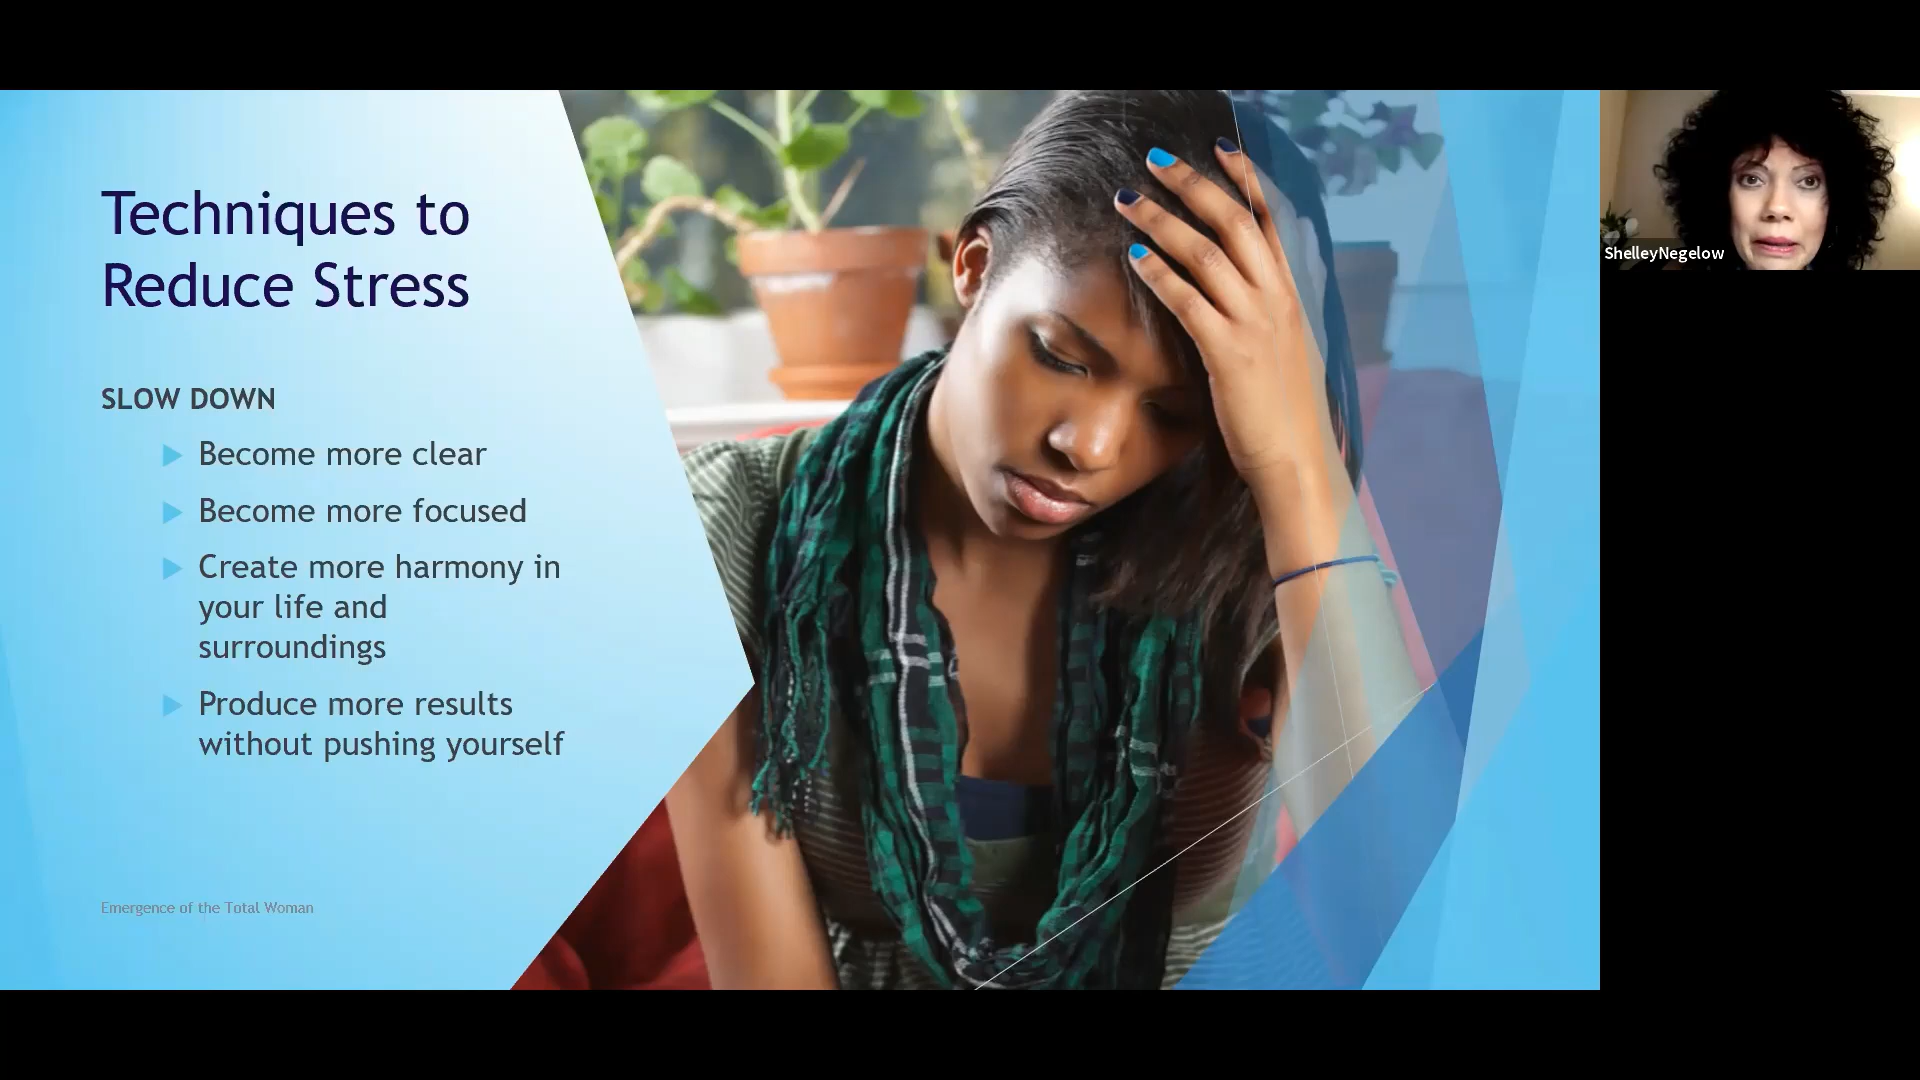 Techniques to
Reduce Stress
SLOW DOWN
Become more clear
Become more focused
Create more harmony in
your life and
surroundings
Produce more results
without pushing yourself
Emergence of the Total Woman
ShelleyNegelow